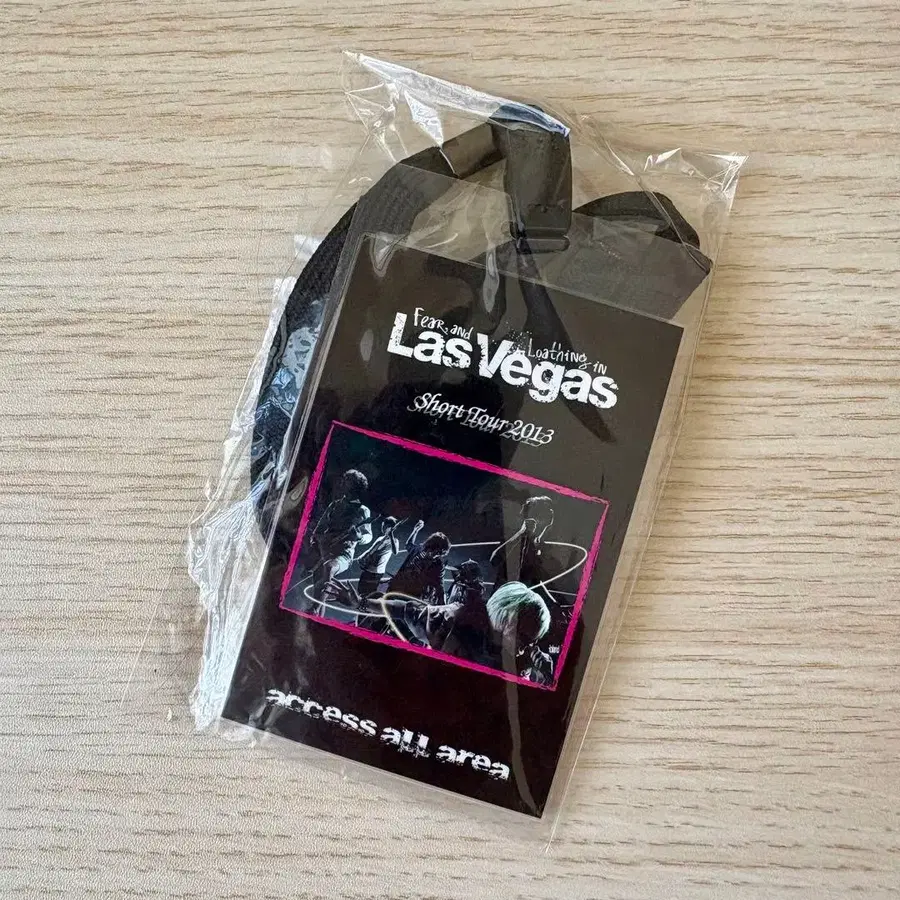 Fear, and
Loathing in
Las Vegas
Short Tour 2013
access all area